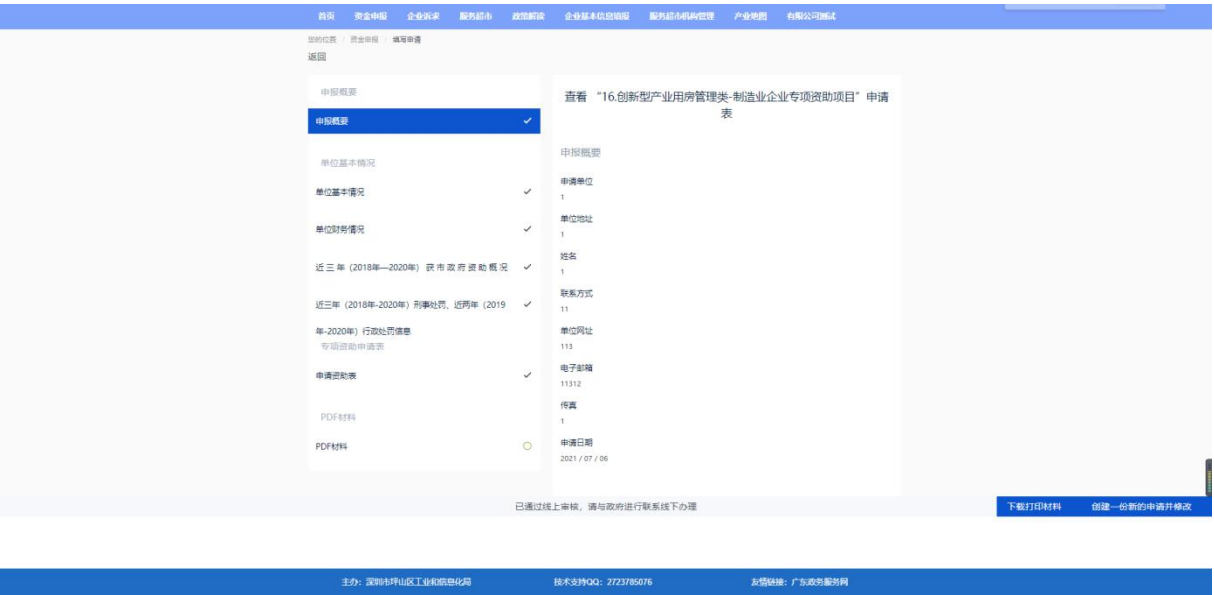 首页 资金申报 企业诉求 服务超市 政策解读 企业基本信息填报 服务超市机构管理 产业地图 有限公司测试
您的位置 / 资金申报 / 填写申请
返回
申报概要
申报概要
单位基本情况
单位基本情况
单位财务情况
近三年（2018年—2020年）获市政府资助概况
近三年（2018年-2020年）刑事处罚、近两年（2019
年-2020年）行政处罚信息
专项资助申请表
申请资助表
PDF材料
PDF材料
查看 “16.创新型产业用房管理类-制造业企业专项资助项目”申请
表
申报概要
申请单位
1
单位地址
1
姓名
1
联系方式
11
单位网址
113
电子邮箱
11312
传真
1
申请日期
2021 / 07 / 06
已通过线上审核，请与政府进行联系线下办理
下载打印材料 创建一份新的申请并修改
主办：深圳市坪山区工业和信息化局 技术支持QQ：2723785076 友情链接：广东政务服务网